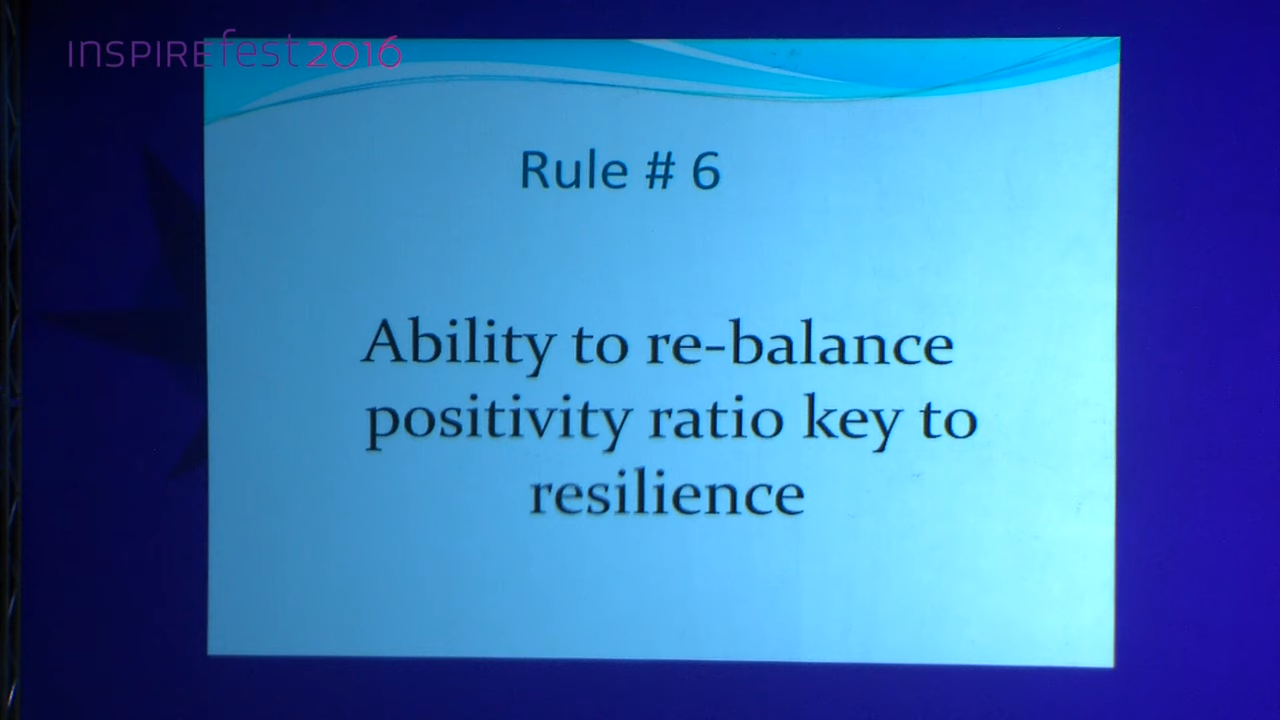 INSPIREfest2016
Rule # 6
Ability to re-balance
positivity ratio key to
resilience